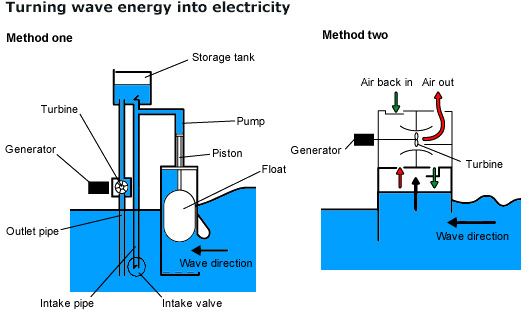 Turning wave energy into electricity
Method one
Storage tank
Turbine
Pump
Generator
Piston
Float
Outlet pipe
Wave direction
Intake pipe
Intake valve
Method two
Air back in
Air out
Generator
Turbine
Wave direction